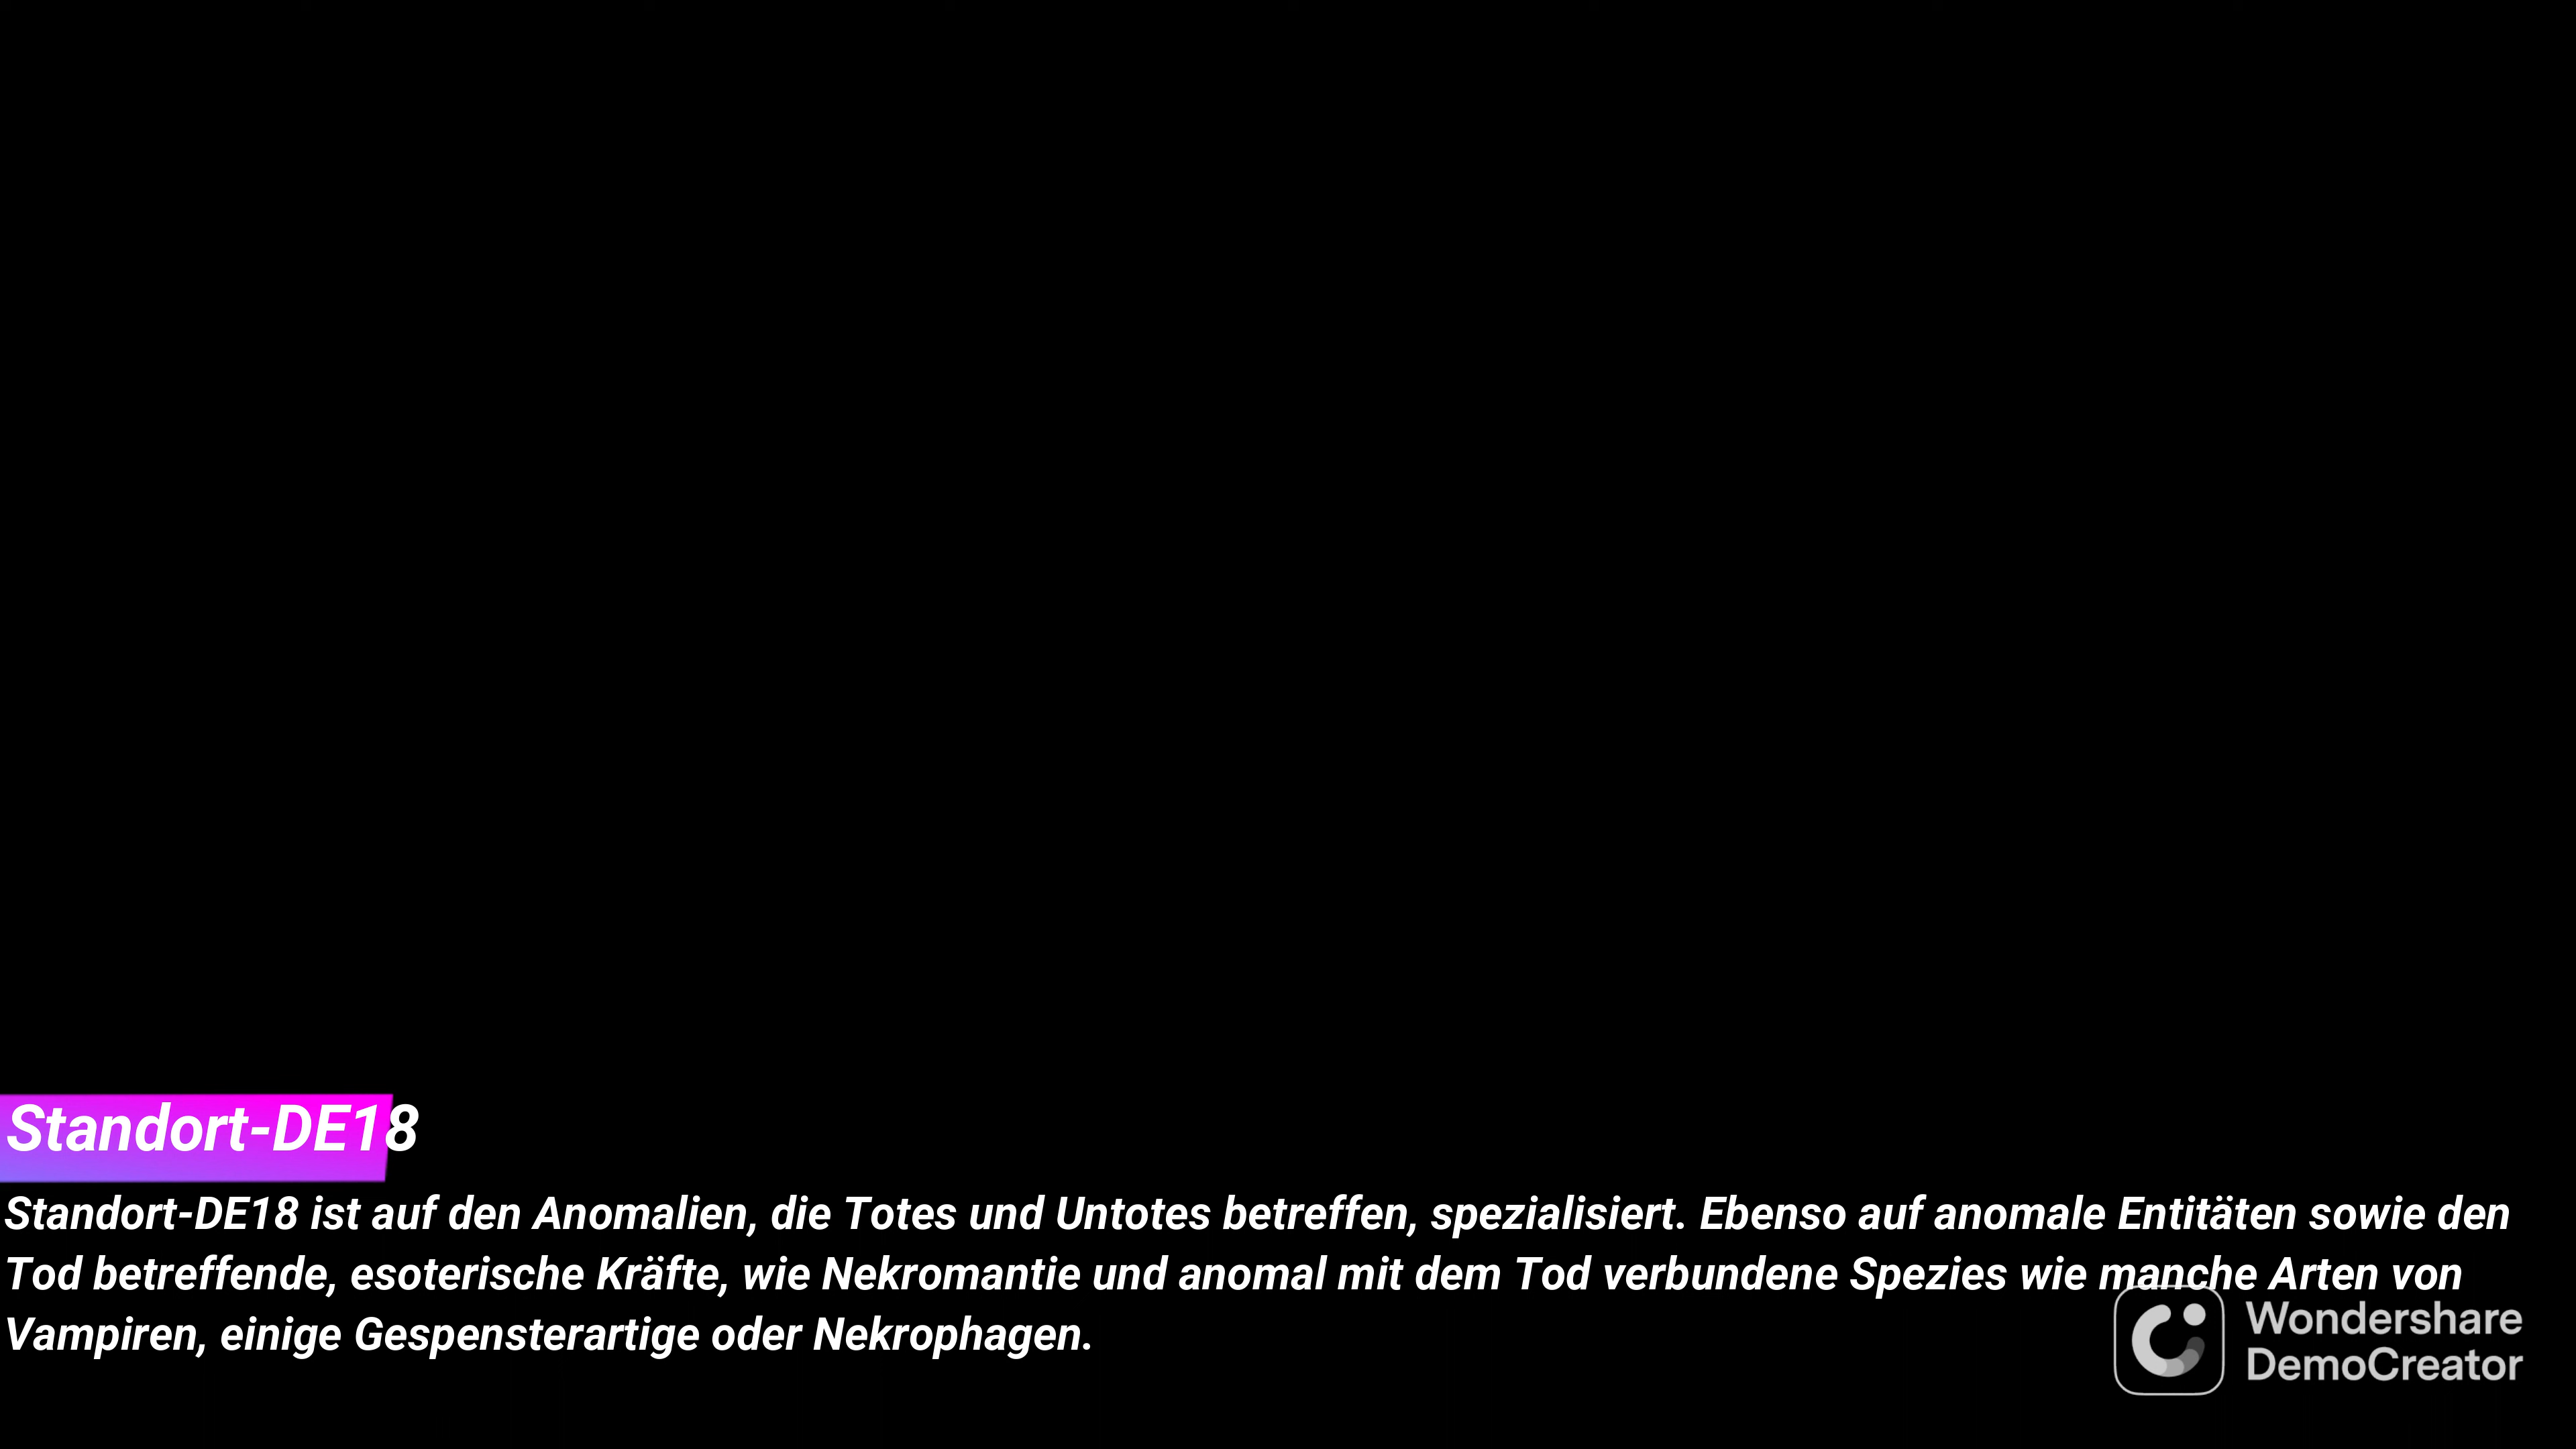 Standort-DE18
Standort-DE18 ist auf den Anomalien, die Totes und Untotes betreffen, spezialisiert. Ebenso auf anomale Entitäten sowie den
Tod betreffende, esoterische Kräfte, wie Nekromantie und anomal mit dem Tod verbundene Spezies wie manche Arten von
Vampiren, einige Gespensterartige oder Nekrophagen.
Wondershare
DemoCreator